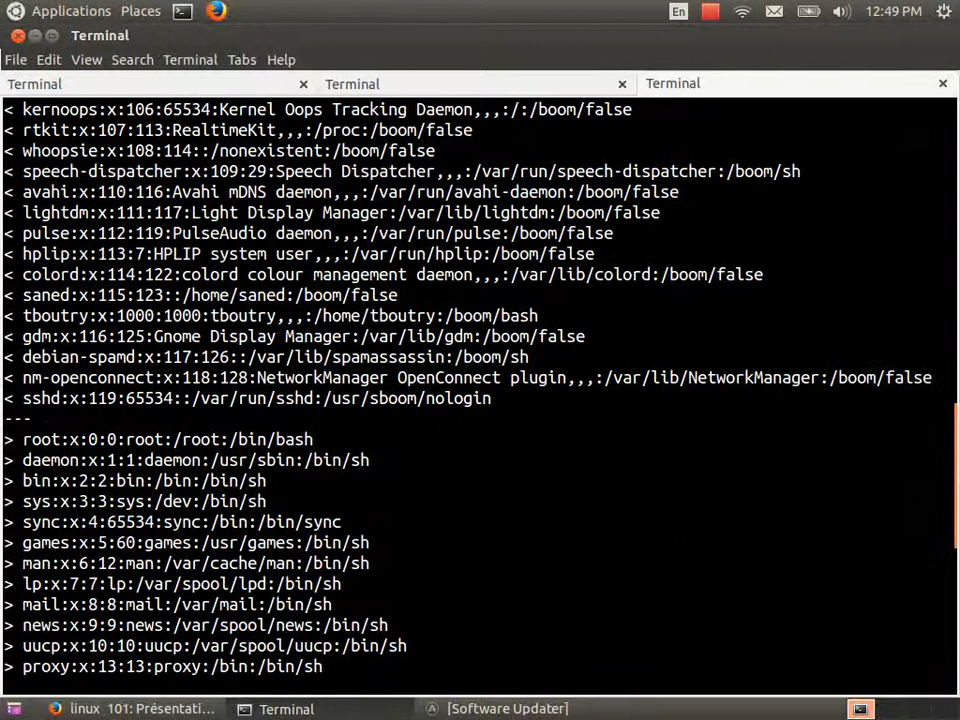 Applications Places En 12:49 PM
Terminal
File Edit View Search Terminal Tabs Help
Terminal Terminal Terminal
< kernoops:x:106:65534:Kernel Oops Tracking Daemon,,,:/:/boom/false
< rtkit:x:107:113:RealtimeKit,,,:/proc:/boom/false
< whoopsie:x:108:114::/nonexistent:/boom/false
< speech-dispatcher:x:109:29:Speech Dispatcher,,,:/var/run/speech-dispatcher:/boom/sh
< avahi:x:110:116:Avahi mDNS daemon,,,:/var/run/avahi-daemon:/boom/false
< lightdm:x:111:117:Light Display Manager:/var/lib/lightdm:/boom/false
< pulse:x:112:119:PulseAudio daemon,,,:/var/run/pulse:/boom/false
< hplip:x:113:7:HPLIP system user,,,:/var/run/hplip:/boom/false
< colord:x:114:122:colord colour management daemon,,,:/var/lib/colord:/boom/false
< saned:x:115:123::/home/saned:/boom/false
< tboutry:x:1000:1000:tboutry,,,:/home/tboutry:/boom/bash
< gdm:x:116:125:Gnome Display Manager:/var/lib/gdm:/boom/false
< debian-spamd:x:117:126::/var/lib/spamassassin:/boom/sh
< nm-openconnect:x:118:128:NetworkManager OpenConnect plugin,,,:/var/lib/NetworkManager:/boom/false
< sshd:x:119:65534::/var/run/sshd:/usr/sboom/nologin
---
> root:x:0:0:root:/root:/bin/bash
> daemon:x:1:1:daemon:/usr/sbin:/bin/sh
> bin:x:2:2:bin:/bin:/bin/sh
> sys:x:3:3:sys:/dev:/bin/sh
> sync:x:4:65534:sync:/bin:/bin/sync
> games:x:5:60:games:/usr/games:/bin/sh
> man:x:6:12:man:/var/cache/man:/bin/sh
> lp:x:7:7:lp:/var/spool/lpd:/bin/sh
> mail:x:8:8:mail:/var/mail:/bin/sh
> news:x:9:9:news:/var/spool/news:/bin/sh
> uucp:x:10:10:uucp:/var/spool/uucp:/bin/sh
> proxy:x:13:13:proxy:/bin:/bin/sh
linux_101: Présentati... Terminal [Software Updater]